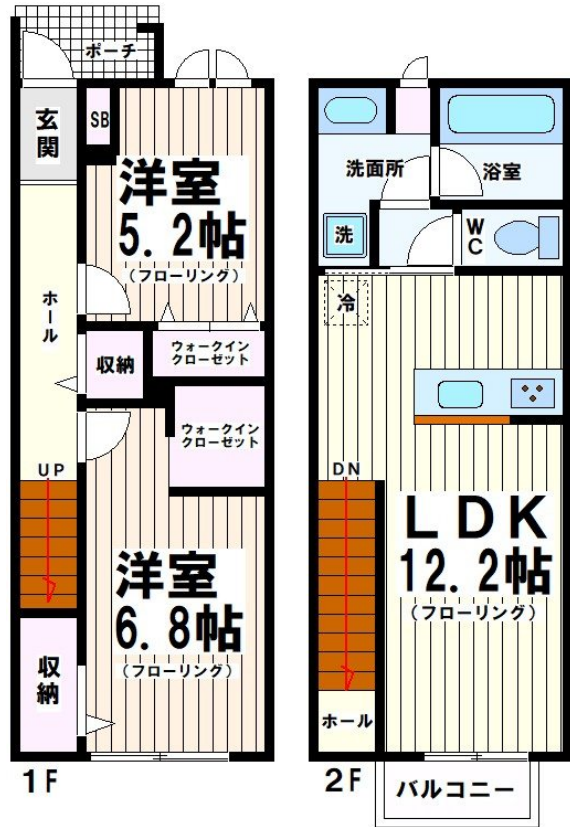 ポーチ
玄関
SB
洋室
5.2帖
(フローリング)
ホール
収納
ウォークイン
クローゼット
ウォークイン
クローゼット
UP
洋室
6.8帖
(フローリング)
収納
1F
洗面所
浴室
洗
WC
冷
DN
LDK
12.2帖
(フローリング)
ホール
2F
バルコニー